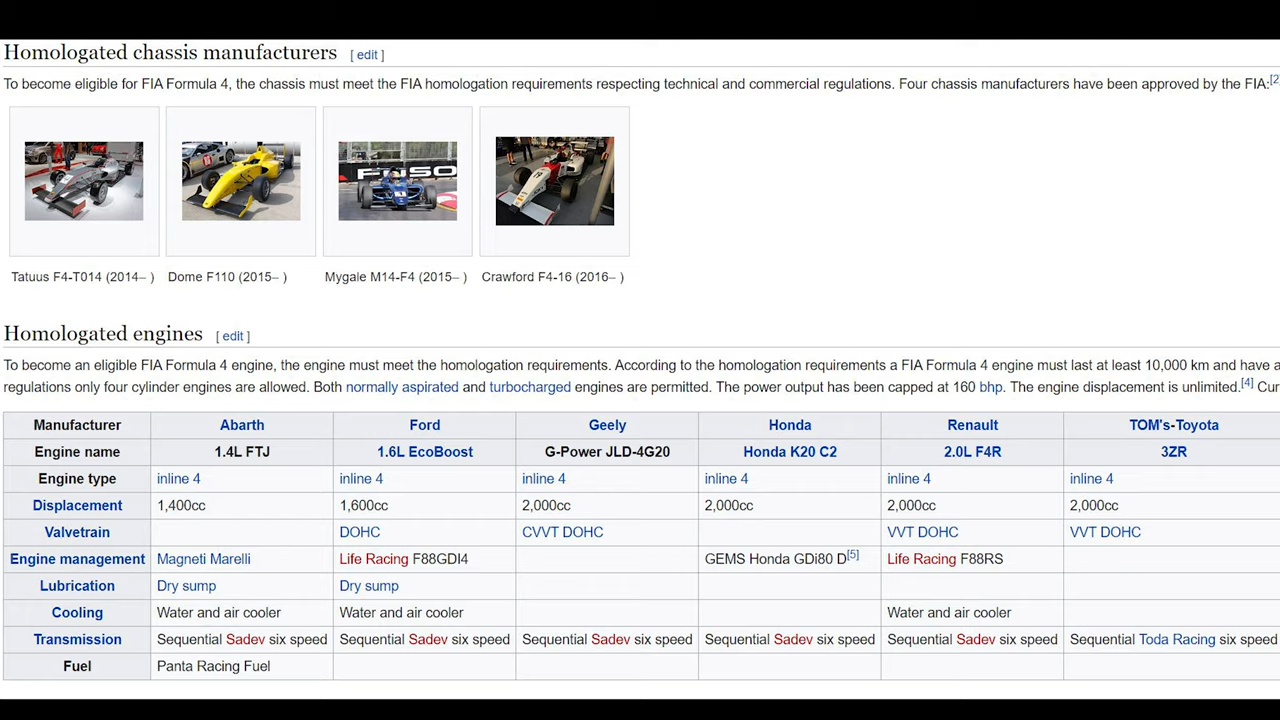 Homologated chassis manufacturers [ edit ]
To become eligible for FIA Formula 4, the chassis must meet the FIA homologation requirements respecting technical and commercial regulations. Four chassis manufacturers have been approved by the FIA:[2
FUSO
Tatuus F4-T014 (2014– ) Dome F110 (2015– ) Mygale M14-F4 (2015– ) Crawford F4-16 (2016– )
Homologated engines [ edit ]
To become an eligible FIA Formula 4 engine, the engine must meet the homologation requirements. According to the homologation requirements a FIA Formula 4 engine must last at least 10,000 km and have a
regulations only four cylinder engines are allowed. Both normally aspirated and turbocharged engines are permitted. The power output has been capped at 160 bhp. The engine displacement is unlimited.[4] Cur
Manufacturer Abarth Ford Geely Honda Renault TOM's-Toyota
Engine name 1.4L FTJ 1.6L EcoBoost G-Power JLD-4G20 Honda K20 C2 2.0L F4R 3ZR
Engine type inline 4 inline 4 inline 4 inline 4 inline 4 inline 4
Displacement 1,400cc 1,600cc 2,000cc 2,000cc 2,000cc 2,000cc
Valvetrain DOHC CVVT DOHC VVT DOHC VVT DOHC
Engine management Magneti Marelli Life Racing F88GDI4 GEMS Honda GDi80 D[5] Life Racing F88RS
Lubrication Dry sump Dry sump
Cooling Water and air cooler Water and air cooler Water and air cooler
Transmission Sequential Sadev six speed Sequential Sadev six speed Sequential Sadev six speed Sequential Sadev six speed Sequential Sadev six speed Sequential Toda Racing six speed
Fuel Panta Racing Fuel